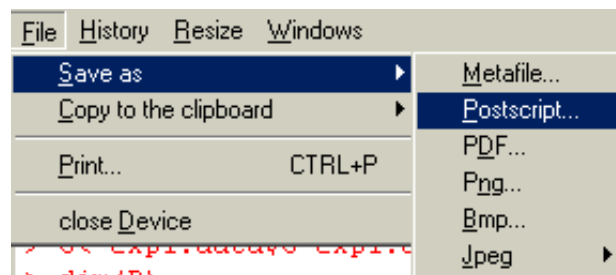 File History Resize Windows
Save as
Copy to the clipboard
Print... CTRL+P
close Device
Metafile...
Postscript...
PDF...
Png...
Bmp...
Jpeg